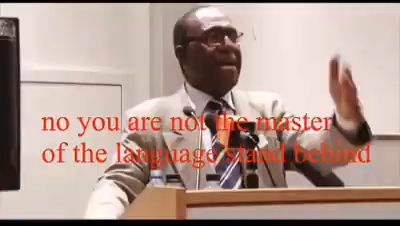 no you are not the master
of the language stand behind